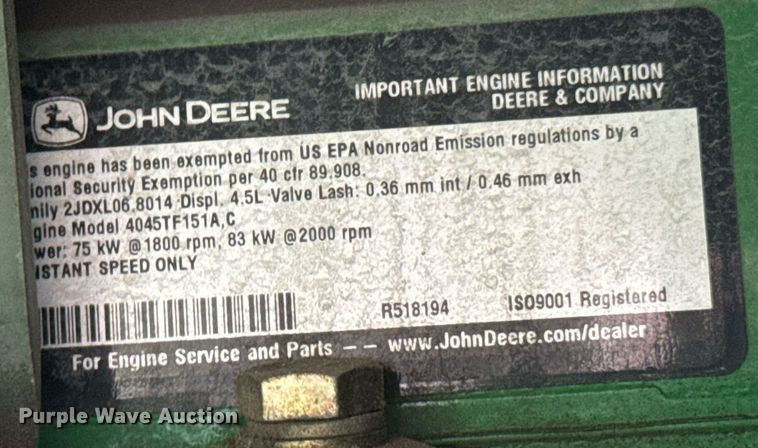 JOHN DEERE
IMPORTANT ENGINE INFORMATION
DEERE & COMPANY
s engine has been exempted from US EPA Nonroad Emission regulations by a
ional Security Exemption per 40 cfr 89.908.
mily 2JDXL06.8014 Displ. 4.5L Valve Lash: 0.36 mm int / 0.46 mm exh
gine Model 4045TF151A,C
wer: 75 kW @1800 rpm, 83 kW @2000 rpm
ISTANT SPEED ONLY
R518194 ISO9001 Registered
For Engine Service and Parts -- www.JohnDeere.com/dealer
Purple Wave Auction